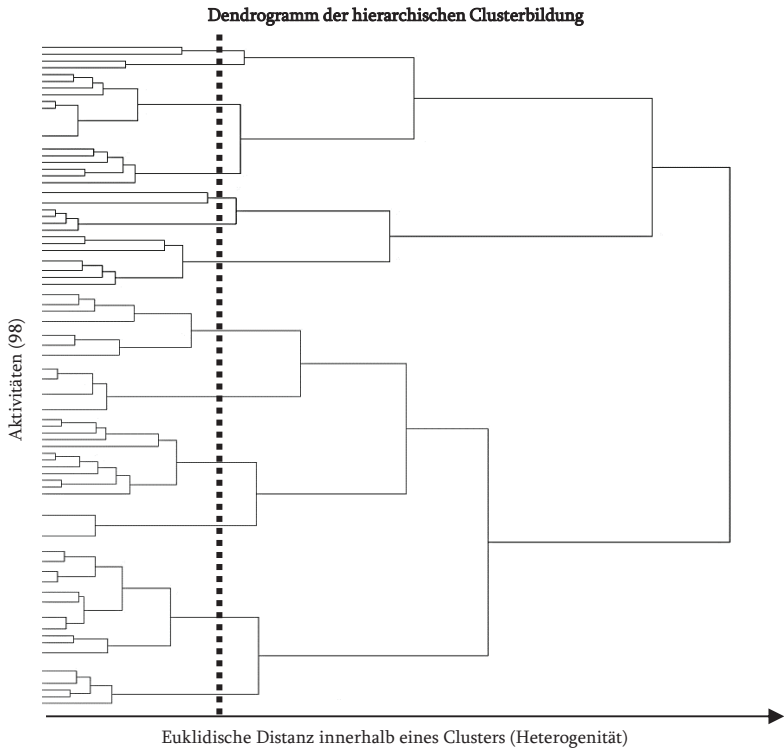 Dendrogramm der hierarchischen Clusterbildung
Aktivitäten (98)
Euklidische Distanz innerhalb eines Clusters (Heterogenität)